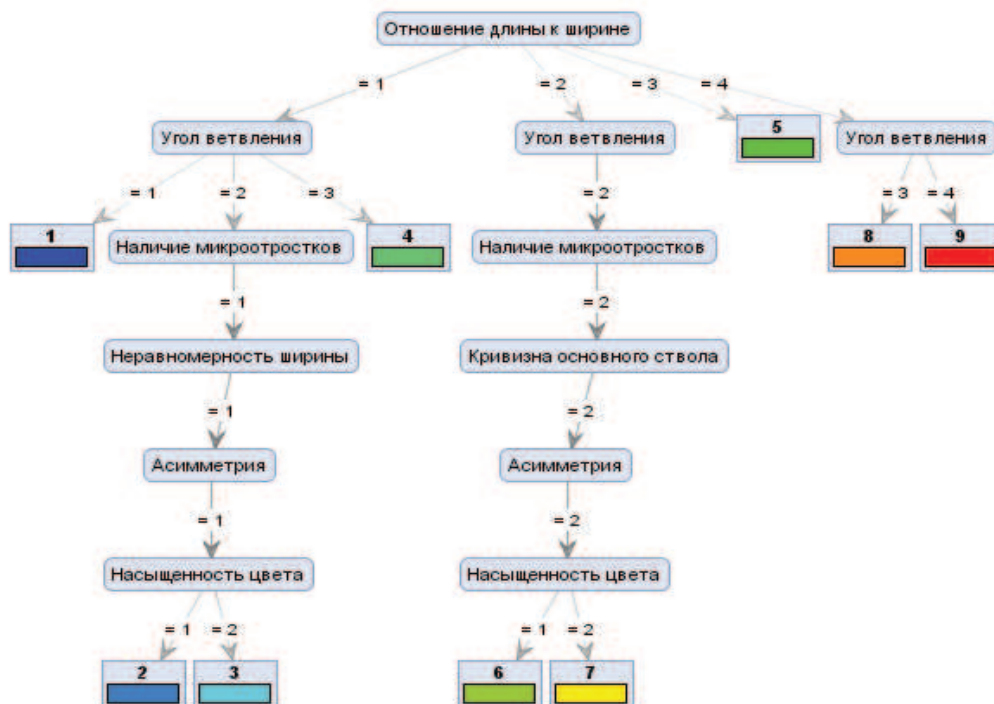 Отношение длины к ширине
= 1
= 2
= 3
= 4
Угол ветвления
Угол ветвления
5
Угол ветвления
= 1
= 2
= 3
= 2
= 3
= 4
1
Наличие микроотростков
4
Наличие микроотростков
8
9
= 1
= 2
Неравномерность ширины
Кривизна основного ствола
= 1
= 2
Асимметрия
Асимметрия
= 1
= 2
Насыщенность цвета
Насыщенность цвета
= 1
= 2
= 1
= 2
2
3
6
7